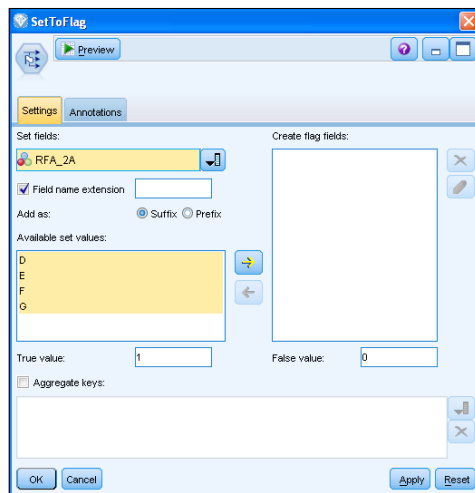 SetToFlag
Preview
Settings Annotations
Set fields: Create flag fields:
RFA_2A
Field name extension
Add as: Suffix Prefix
Available set values:
D
E
F
G
True value: 1 False value: 0
Aggregate keys:
OK Cancel Apply Reset